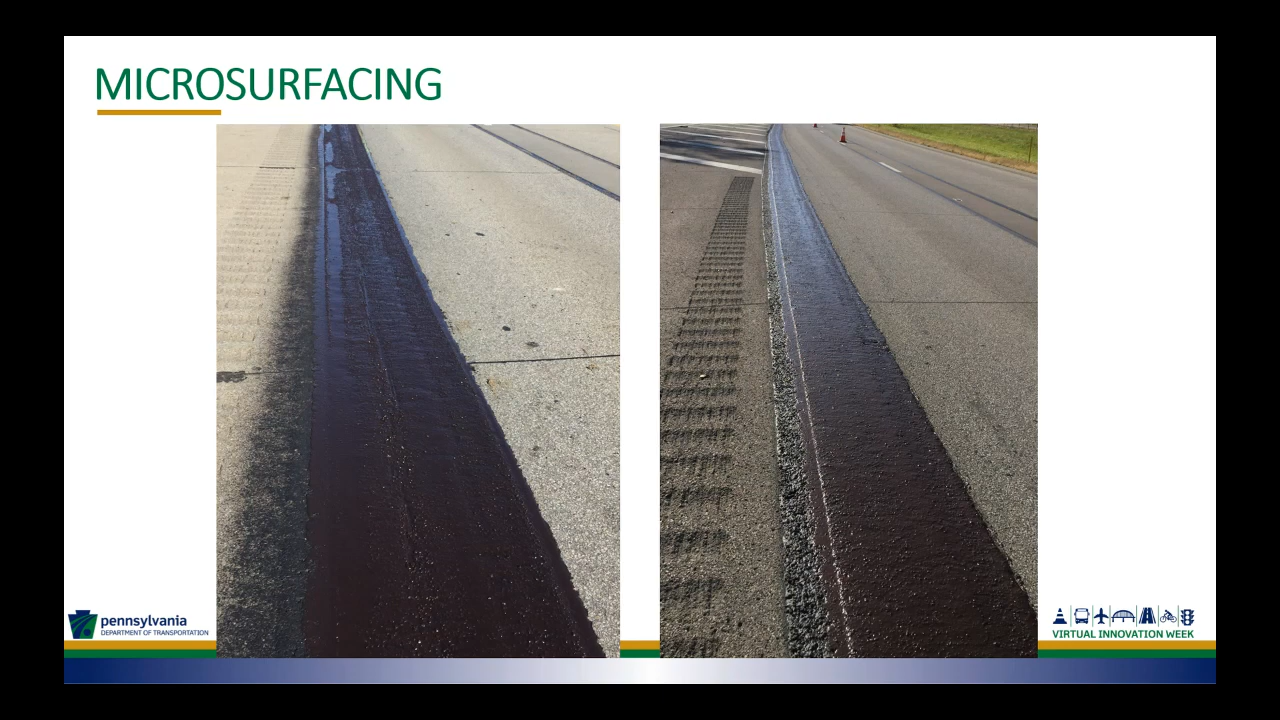 MICROSURFACING
pennsylvania
DEPARTMENT OF TRANSPORTATION
VIRTUAL INNOVATION WEEK